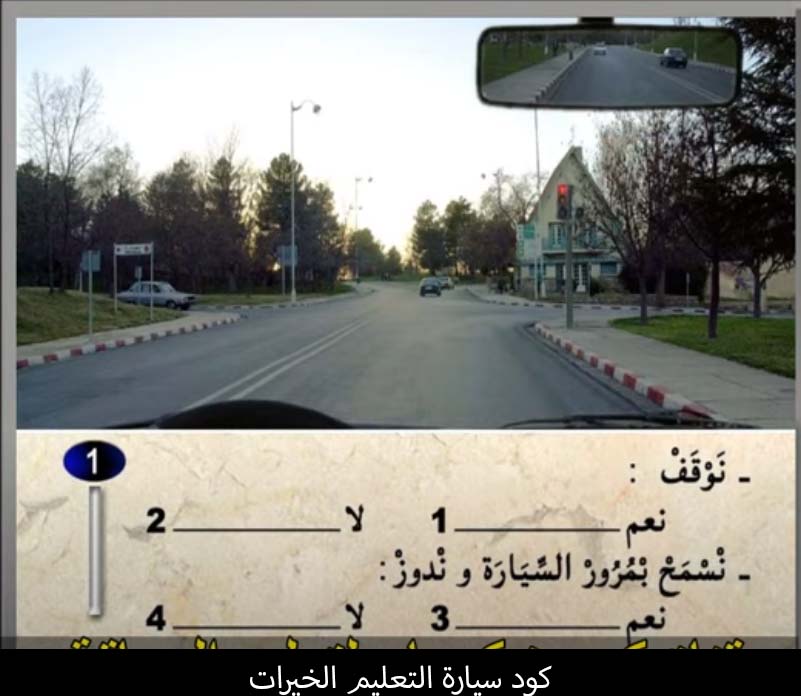 1
- نَوْقَفْ :
نعم 1 لا 2
- نْسْمَحْ بْمُرُورْ السِّيَارَة و نْدوزْ:
نعم 3 لا 4
كود سيارة التعليم الخيرات